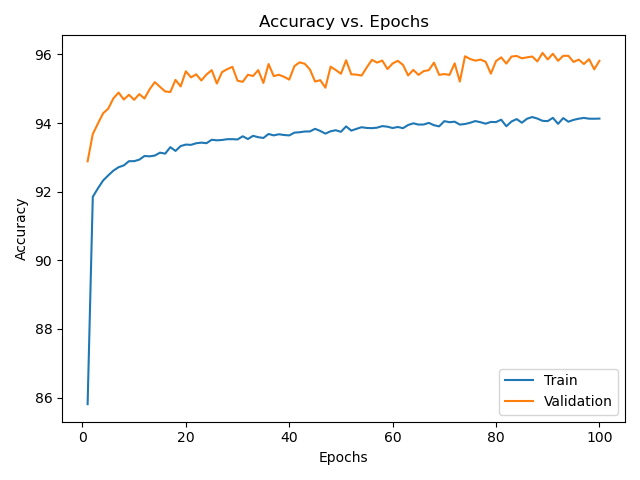 Accuracy vs. Epochs
96
94
92
90
88
86
Accuracy
0 20 40 60 80 100
Epochs
Train
Validation